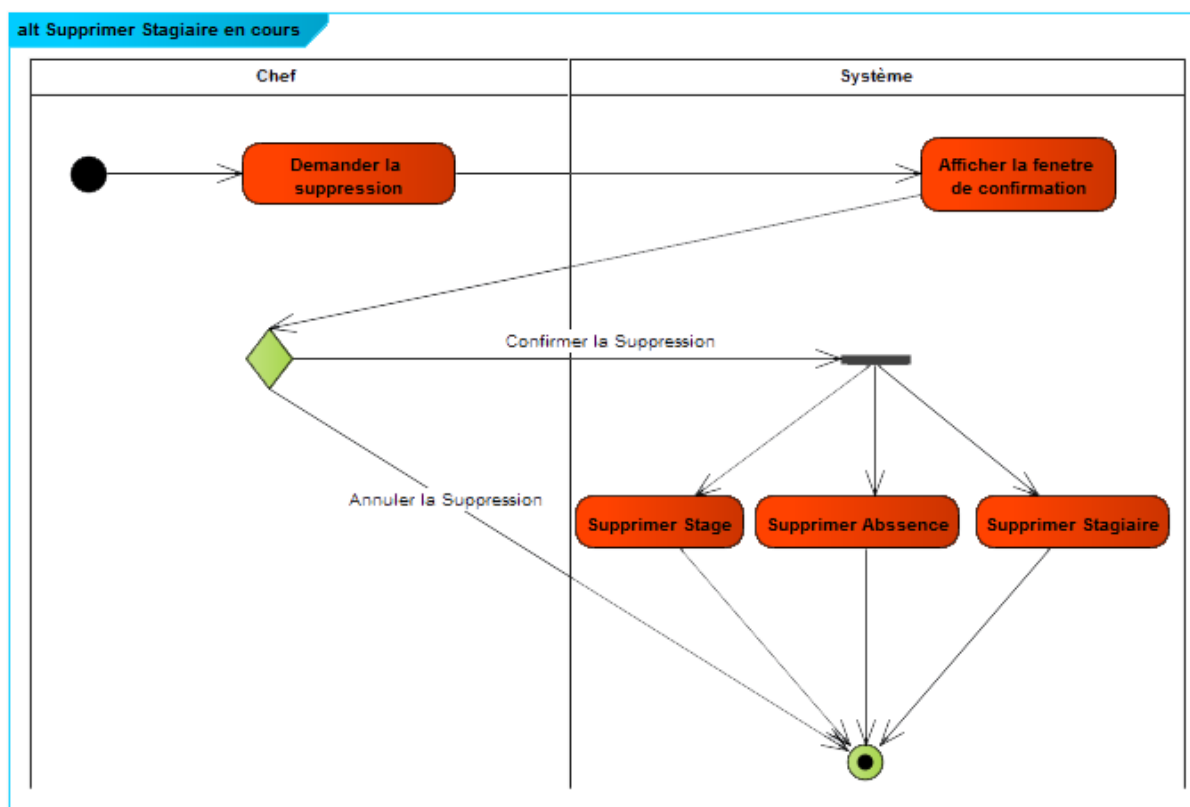 alt Supprimer Stagiaire en cours
Chef
Système
Demander la
suppression
Afficher la fenetre
de confirmation
Confirmer la Suppression
Annuler la Suppression
Supprimer Stage
Supprimer Abssence
Supprimer Stagiaire